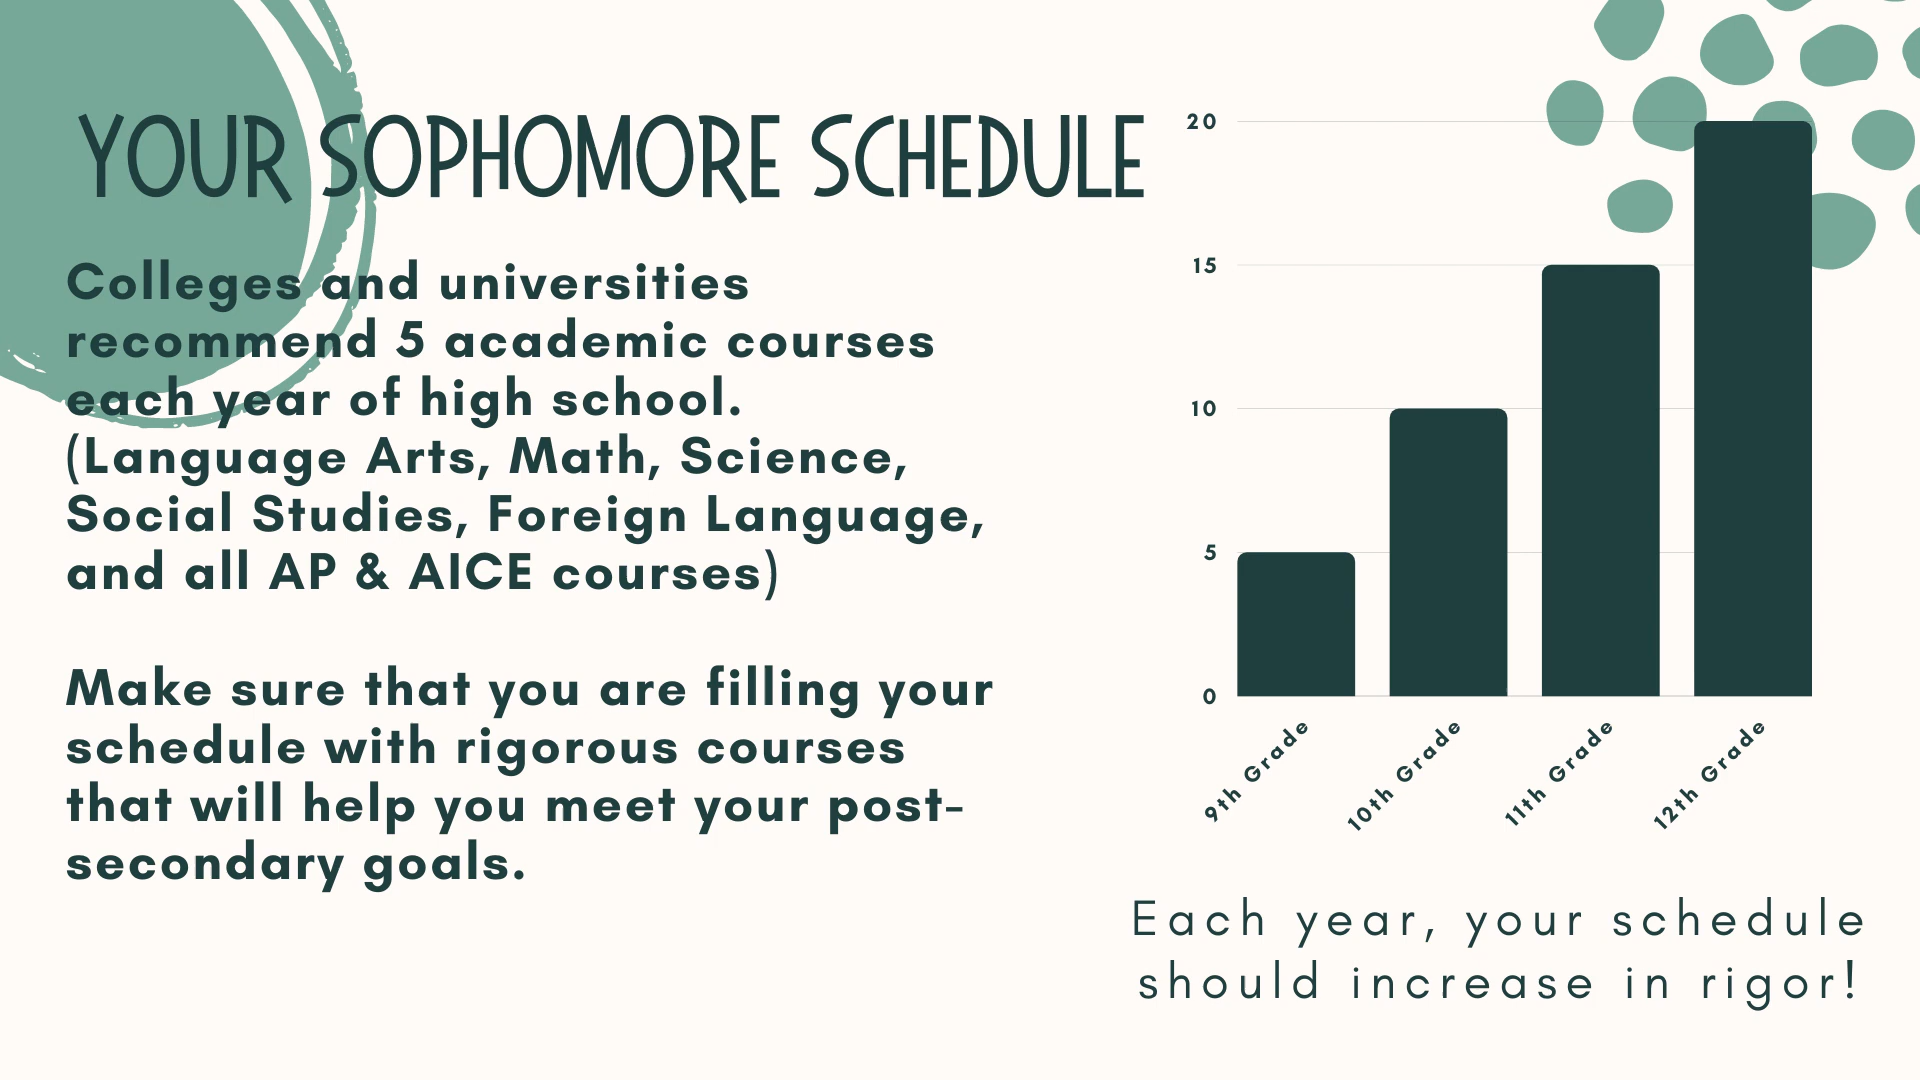 YOUR SOPHOMORE SCHEDULE
Colleges and universities
recommend 5 academic courses
each year of high school.
(Language Arts, Math, Science,
Social Studies, Foreign Language,
and all AP & AICE courses)
Make sure that you are filling your
schedule with rigorous courses
that will help you meet your post-
secondary goals.
20
15
10
5
0
9th Grade
10th Grade
11th Grade
12th Grade
Each year, your schedule
should increase in rigor!